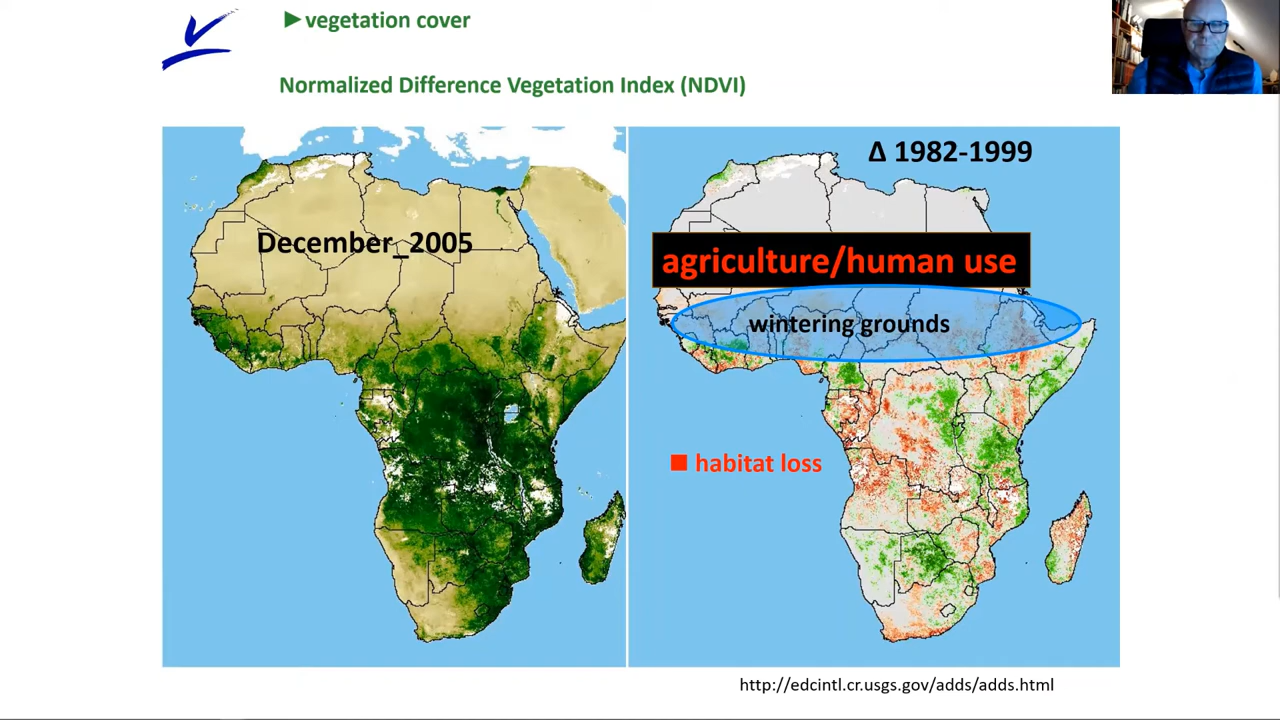 ►vegetation cover
Normalized Difference Vegetation Index (NDVI)
December_2005
Δ 1982-1999
agriculture/human use
wintering grounds
■ habitat loss
http://edcintl.cr.usgs.gov/adds/adds.html